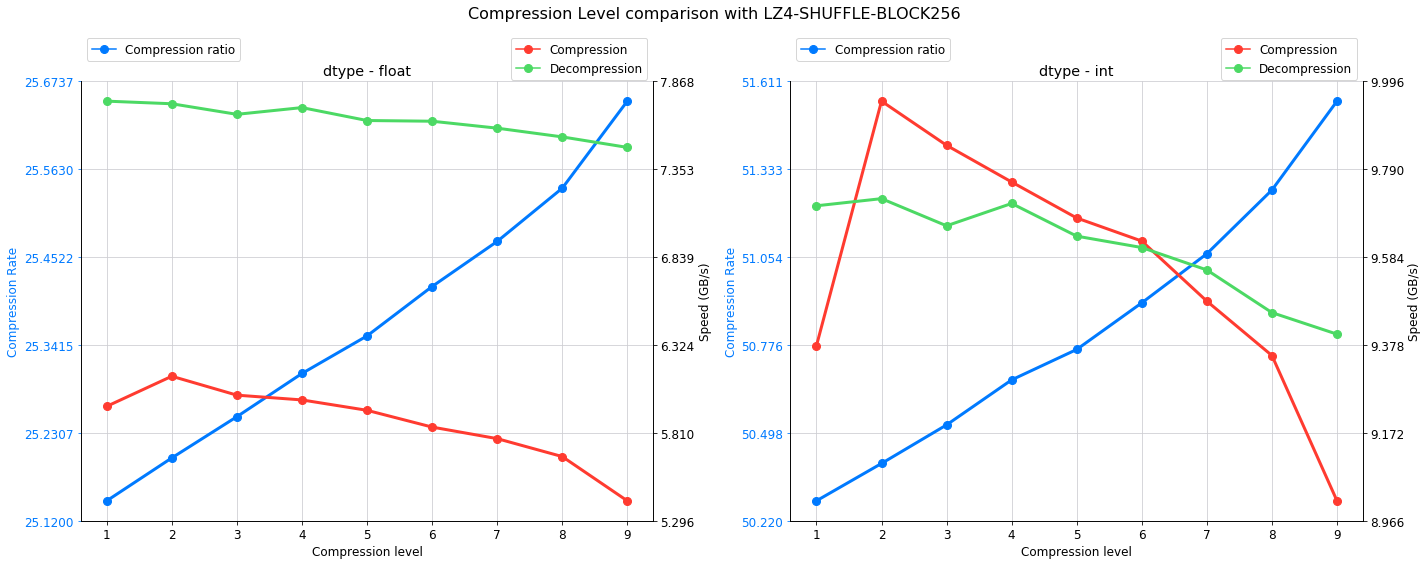 Compression Level comparison with LZ4-SHUFFLE-BLOCK256
Compression ratio
Compression
Decompression
dtype - float
25.6737
25.5630
25.4522
25.3415
25.2307
25.1200
Compression Rate
7.868
7.353
6.839
6.324
5.810
5.296
Speed (GB/s)
1 2 3 4 5 6 7 8 9
Compression level
Compression ratio
Compression
Decompression
dtype - int
51.611
51.333
51.054
50.776
50.498
50.220
Compression Rate
9.996
9.790
9.584
9.378
9.172
8.966
Speed (GB/s)
1 2 3 4 5 6 7 8 9
Compression level